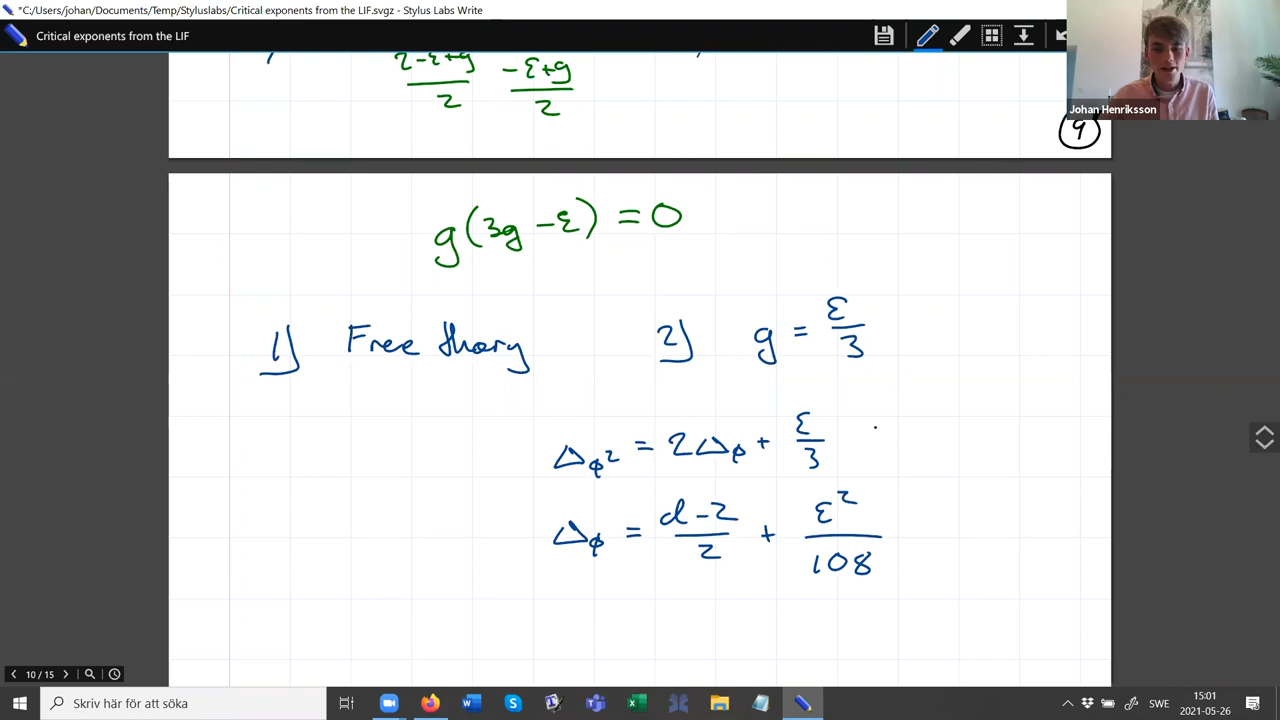 *C:/Users/johan/Documents/Temp/Styluslabs/Critical exponents from the LIF.svgz - Stylus Labs Write
Critical exponents from the LIF
Johan Henriksson
(2-ε+g)/2 (-ε+g)/2
9
g(3g-ε) = 0
1) Free theory 2) g = ε/3
Δ_φ² = 2Δ_φ + ε/3
Δ_φ = (d-2)/2 + ε²/108
10 / 15
Skriv här för att söka
SWE
15:01
2021-05-26